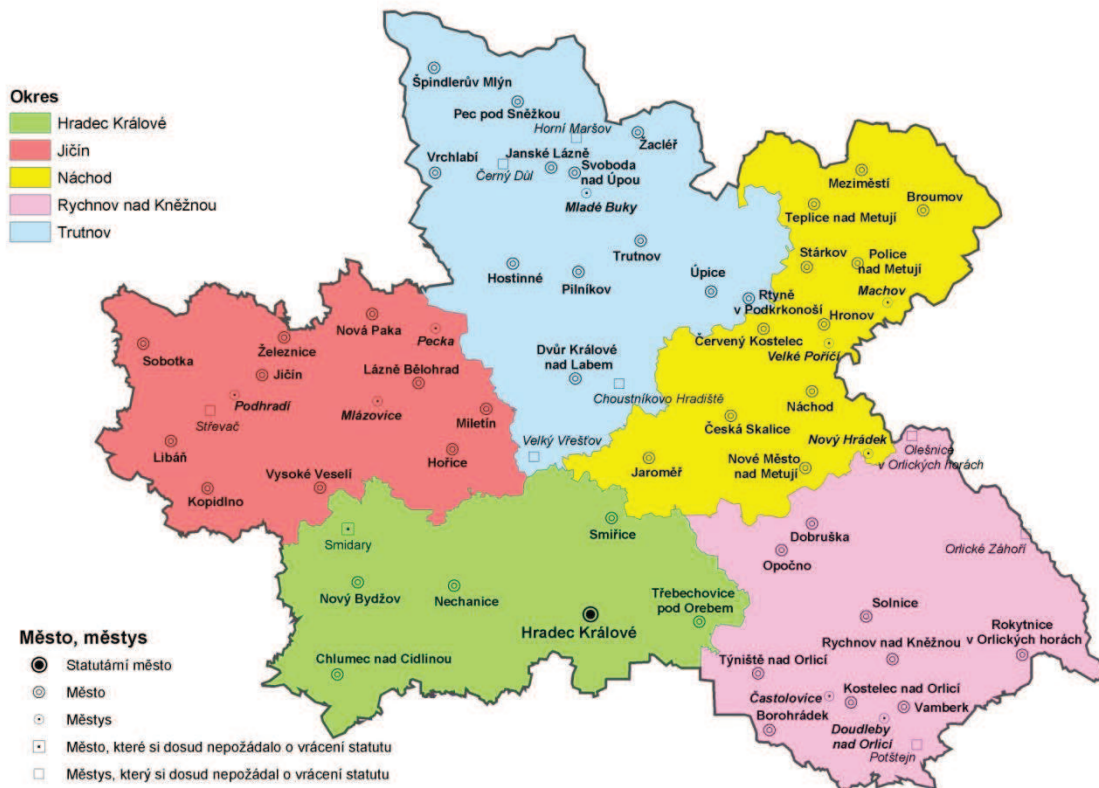 Okres
Hradec Králové
Jičín
Náchod
Rychnov nad Kněžnou
Trutnov
Špindlerův Mlýn
Pec pod Sněžkou
Horní Maršov
Žacléř
Vrchlabí
Janské Lázně
Černý Důl
Svoboda
nad Úpou
Mladé Buky
Trutnov
Hostinné
Pilníkov
Úpice
Rtyně
v Podkrkonoší
Dvůr Králové
nad Labem
Choustníkovo Hradiště
Velký Vřešťov
Meziměstí
Broumov
Teplice nad Metují
Stárkov
Police
nad Metují
Machov
Hronov
Červený Kostelec
Velké Poříčí
Náchod
Česká Skalice
Nový Hrádek
Jaroměř
Nové Město
nad Metují
Nová Paka
Pecka
Sobotka
Železnice
Jičín
Lázně Bělohrad
Podhradí
Mlázovice
Střevač
Miletín
Libáň
Hořice
Vysoké Veselí
Kopidlno
Smidary
Smiřice
Nový Bydžov
Nechanice
Třebechovice
pod Orebem
Hradec Králové
Chlumec nad Cidlinou
Olešnice
v Orlických horách
Dobruška
Orlické Záhoří
Opočno
Solnice
Rokytnice
v Orlických horách
Rychnov nad Kněžnou
Týniště nad Orlicí
Častolovice
Kostelec nad Orlicí
Vamberk
Borohrádek
Doudleby
nad Orlicí
Potštejn
Město, městys
Statutární město
Město
Městys
Město, které si dosud nepožádalo o vrácení statutu
Městys, který si dosud nepožádal o vrácení statutu